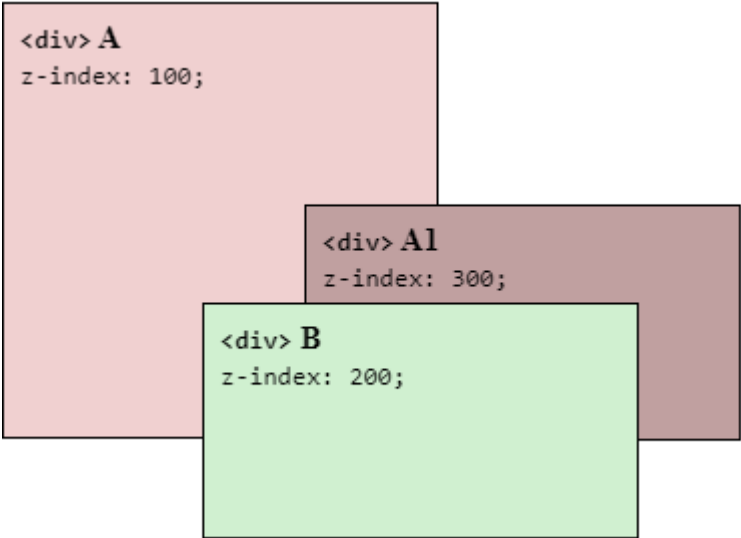 <div> A
z-index: 100;
<div> A1
z-index: 300;
<div> B
z-index: 200;